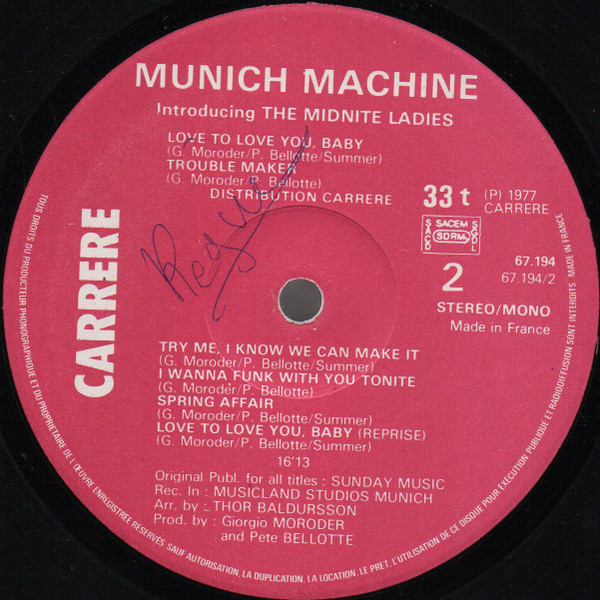 MUNICH MACHINE
Introducing THE MIDNITE LADIES
LOVE TO LOVE YOU, BABY
(G. Moroder/P. Bellotte/Summer)
TROUBLE MAKER
(G. Moroder/P. Bellotte)
DISTRIBUTION CARRERE
33 t
(P) 1977
CARRERE
SACEM
SACD
SDRM
SGDL
67.194
2
67.194/2
STEREO/MONO
Made in France
CARRERE
TRY ME, I KNOW WE CAN MAKE IT
(G. Moroder/P. Bellotte/Summer)
I WANNA FUNK WITH YOU TONITE
(G. Moroder/P. Bellotte)
SPRING AFFAIR
(G. Moroder/P. Bellotte/Summer)
LOVE TO LOVE YOU, BABY (REPRISE)
(G. Moroder/P. Bellotte/Summer)
16'13
Original Publ. for all titles : SUNDAY MUSIC
Rec. In : MUSICLAND STUDIOS MUNICH
Arr. by : THOR BALDURSSON
Prod. by : Giorgio MORODER
and Pete BELLOTTE
TOUS DROITS DU PRODUCTEUR PHONOGRAPHIQUE ET DU PROPRIETAIRE DE L'ŒUVRE ENREGISTREE RESERVES SAUF AUTORISATION, LA DUPLICATION, LA LOCATION, LE PRET, L'UTILISATION DE CE DISQUE POUR EXECUTION PUBLIQUE ET RADIODIFFUSION SONT INTERDITS MADE IN FRANCE